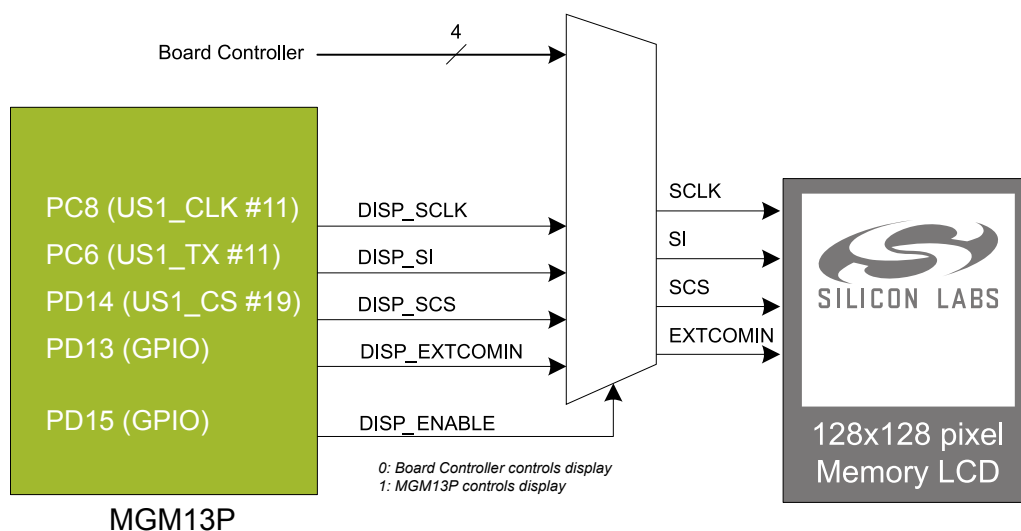 4
Board Controller
PC8 (US1_CLK #11)
DISP_SCLK
SCLK
PC6 (US1_TX #11)
DISP_SI
SI
PD14 (US1_CS #19)
DISP_SCS
SCS
PD13 (GPIO)
DISP_EXTCOMIN
EXTCOMIN
PD15 (GPIO)
DISP_ENABLE
0: Board Controller controls display
1: MGM13P controls display
SILICON LABS
128x128 pixel
Memory LCD
MGM13P